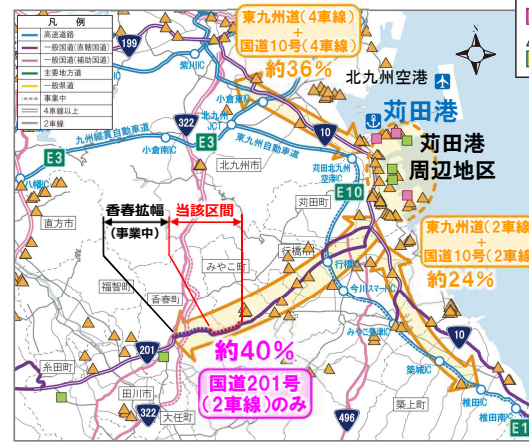 凡 例
高速道路
一般国道(直轄国道)
一般国道(補助国道)
主要地方道
一般県道
事業中
4車線以上
2車線
199
東九州道(4車線)
+
国道10号(4車線)
約36%
紫川IC
小倉東IC
北九州空港
苅田港
322
北九州
JCT
10
苅田港
周辺地区
九州縦貫自動車道
E3
E3
小倉南IC
東九州自動車道
八幡IC
北九州市
苅田北九州
空港IC
E10
苅田町
香春拡幅
(事業中)
当該区間
直方市
東九州道(2車線
+
国道10号(2車線
約24%
行橋市
みやこ町
行橋IC
福智町
香春町
今川スマートIC
みやこ豊津IC
10
201
約40%
糸田町
国道201号
(2車線)のみ
田川市
築城IC
322
大任町
椎田IC
築上町
496
椎田南IC
E1